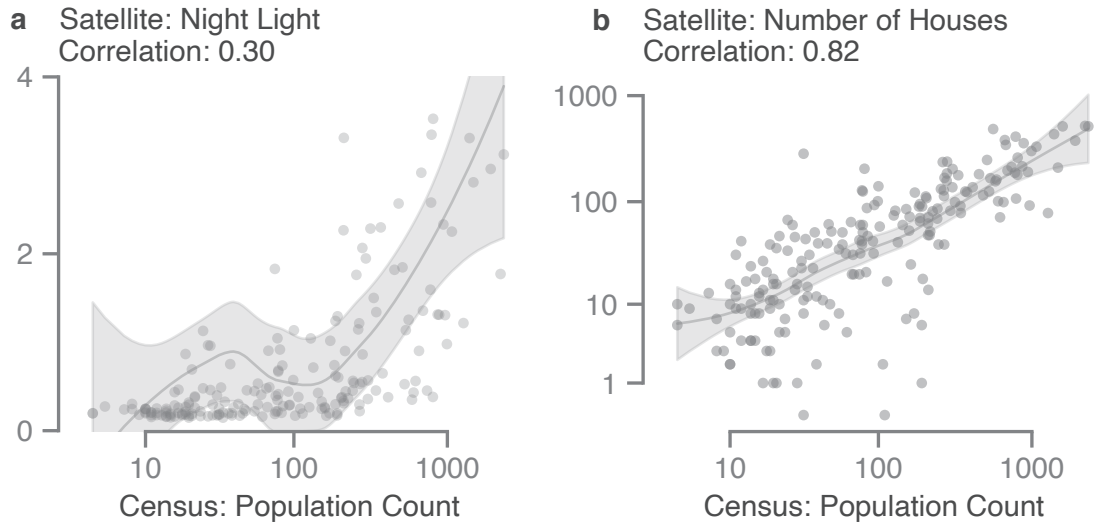 a Satellite: Night Light
Correlation: 0.30
4
2
0
10 100 1000
Census: Population Count
b Satellite: Number of Houses
Correlation: 0.82
1000
100
10
1
10 100 1000
Census: Population Count